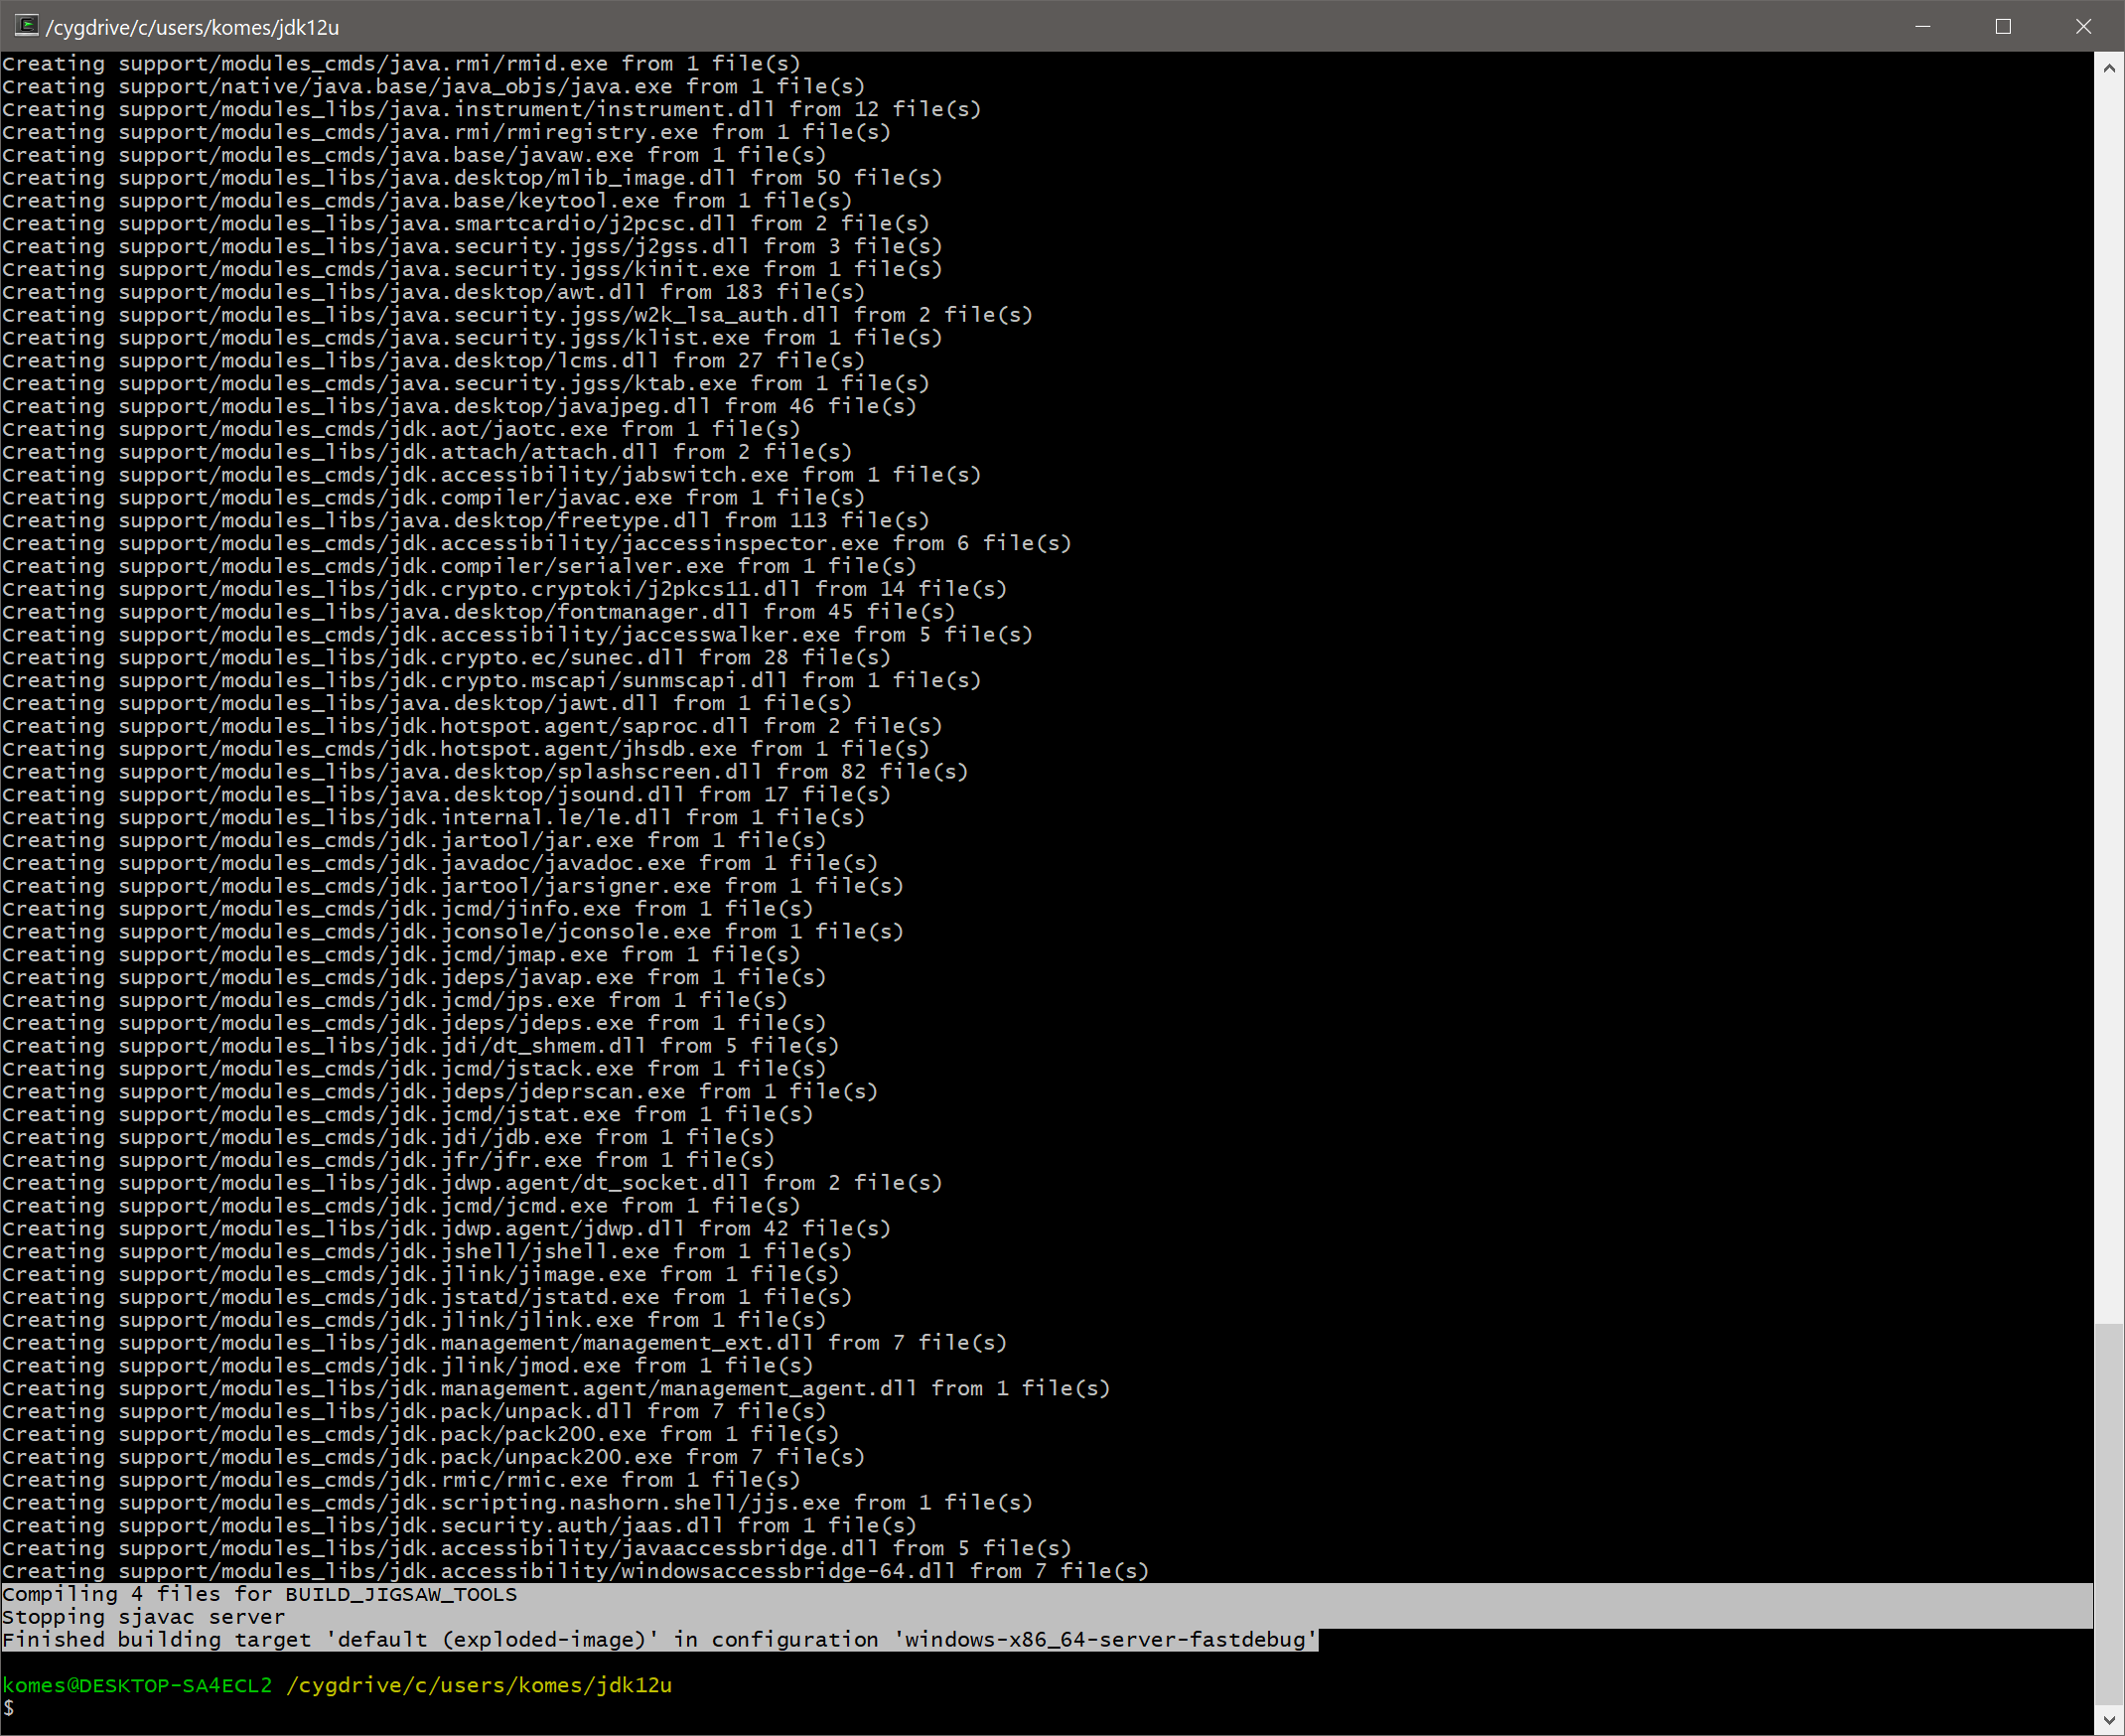 /cygdrive/c/users/komes/jdk12u
Creating support/modules_cmds/java.rmi/rmid.exe from 1 file(s)
Creating support/native/java.base/java_objs/java.exe from 1 file(s)
Creating support/modules_libs/java.instrument/instrument.dll from 12 file(s)
Creating support/modules_cmds/java.rmi/rmiregistry.exe from 1 file(s)
Creating support/modules_cmds/java.base/javaw.exe from 1 file(s)
Creating support/modules_libs/java.desktop/mlib_image.dll from 50 file(s)
Creating support/modules_cmds/java.base/keytool.exe from 1 file(s)
Creating support/modules_libs/java.smartcardio/j2pcsc.dll from 2 file(s)
Creating support/modules_libs/java.security.jgss/j2gss.dll from 3 file(s)
Creating support/modules_cmds/java.security.jgss/kinit.exe from 1 file(s)
Creating support/modules_libs/java.desktop/awt.dll from 183 file(s)
Creating support/modules_libs/java.security.jgss/w2k_lsa_auth.dll from 2 file(s)
Creating support/modules_cmds/java.security.jgss/klist.exe from 1 file(s)
Creating support/modules_libs/java.desktop/lcms.dll from 27 file(s)
Creating support/modules_cmds/java.security.jgss/ktab.exe from 1 file(s)
Creating support/modules_libs/java.desktop/javajpeg.dll from 46 file(s)
Creating support/modules_cmds/jdk.aot/jaotc.exe from 1 file(s)
Creating support/modules_libs/jdk.attach/attach.dll from 2 file(s)
Creating support/modules_cmds/jdk.accessibility/jabswitch.exe from 1 file(s)
Creating support/modules_cmds/jdk.compiler/javac.exe from 1 file(s)
Creating support/modules_libs/java.desktop/freetype.dll from 113 file(s)
Creating support/modules_cmds/jdk.accessibility/jaccessinspector.exe from 6 file(s)
Creating support/modules_cmds/jdk.compiler/serialver.exe from 1 file(s)
Creating support/modules_libs/jdk.crypto.cryptoki/j2pkcs11.dll from 14 file(s)
Creating support/modules_libs/java.desktop/fontmanager.dll from 45 file(s)
Creating support/modules_cmds/jdk.accessibility/jaccesswalker.exe from 5 file(s)
Creating support/modules_libs/jdk.crypto.ec/sunec.dll from 28 file(s)
Creating support/modules_libs/jdk.crypto.mscapi/sunmscapi.dll from 1 file(s)
Creating support/modules_libs/java.desktop/jawt.dll from 1 file(s)
Creating support/modules_libs/jdk.hotspot.agent/saproc.dll from 2 file(s)
Creating support/modules_cmds/jdk.hotspot.agent/jhsdb.exe from 1 file(s)
Creating support/modules_libs/java.desktop/splashscreen.dll from 82 file(s)
Creating support/modules_libs/java.desktop/jsound.dll from 17 file(s)
Creating support/modules_libs/jdk.internal.le/le.dll from 1 file(s)
Creating support/modules_cmds/jdk.jartool/jar.exe from 1 file(s)
Creating support/modules_cmds/jdk.javadoc/javadoc.exe from 1 file(s)
Creating support/modules_cmds/jdk.jartool/jarsigner.exe from 1 file(s)
Creating support/modules_cmds/jdk.jcmd/jinfo.exe from 1 file(s)
Creating support/modules_cmds/jdk.jconsole/jconsole.exe from 1 file(s)
Creating support/modules_cmds/jdk.jcmd/jmap.exe from 1 file(s)
Creating support/modules_cmds/jdk.jdeps/javap.exe from 1 file(s)
Creating support/modules_cmds/jdk.jcmd/jps.exe from 1 file(s)
Creating support/modules_cmds/jdk.jdeps/jdeps.exe from 1 file(s)
Creating support/modules_libs/jdk.jdi/dt_shmem.dll from 5 file(s)
Creating support/modules_cmds/jdk.jcmd/jstack.exe from 1 file(s)
Creating support/modules_cmds/jdk.jdeps/jdeprscan.exe from 1 file(s)
Creating support/modules_cmds/jdk.jcmd/jstat.exe from 1 file(s)
Creating support/modules_cmds/jdk.jdi/jdb.exe from 1 file(s)
Creating support/modules_cmds/jdk.jfr/jfr.exe from 1 file(s)
Creating support/modules_libs/jdk.jdwp.agent/dt_socket.dll from 2 file(s)
Creating support/modules_cmds/jdk.jcmd/jcmd.exe from 1 file(s)
Creating support/modules_libs/jdk.jdwp.agent/jdwp.dll from 42 file(s)
Creating support/modules_cmds/jdk.jshell/jshell.exe from 1 file(s)
Creating support/modules_cmds/jdk.jlink/jimage.exe from 1 file(s)
Creating support/modules_cmds/jdk.jstatd/jstatd.exe from 1 file(s)
Creating support/modules_cmds/jdk.jlink/jlink.exe from 1 file(s)
Creating support/modules_libs/jdk.management/management_ext.dll from 7 file(s)
Creating support/modules_cmds/jdk.jlink/jmod.exe from 1 file(s)
Creating support/modules_libs/jdk.management.agent/management_agent.dll from 1 file(s)
Creating support/modules_libs/jdk.pack/unpack.dll from 7 file(s)
Creating support/modules_cmds/jdk.pack/pack200.exe from 1 file(s)
Creating support/modules_cmds/jdk.pack/unpack200.exe from 7 file(s)
Creating support/modules_cmds/jdk.rmic/rmic.exe from 1 file(s)
Creating support/modules_cmds/jdk.scripting.nashorn.shell/jjs.exe from 1 file(s)
Creating support/modules_libs/jdk.security.auth/jaas.dll from 1 file(s)
Creating support/modules_libs/jdk.accessibility/javaaccessbridge.dll from 5 file(s)
Creating support/modules_libs/jdk.accessibility/windowsaccessbridge-64.dll from 7 file(s)
Compiling 4 files for BUILD_JIGSAW_TOOLS
Stopping sjavac server
Finished building target 'default (exploded-image)' in configuration 'windows-x86_64-server-fastdebug'
komes@DESKTOP-SA4ECL2 /cygdrive/c/users/komes/jdk12u
$